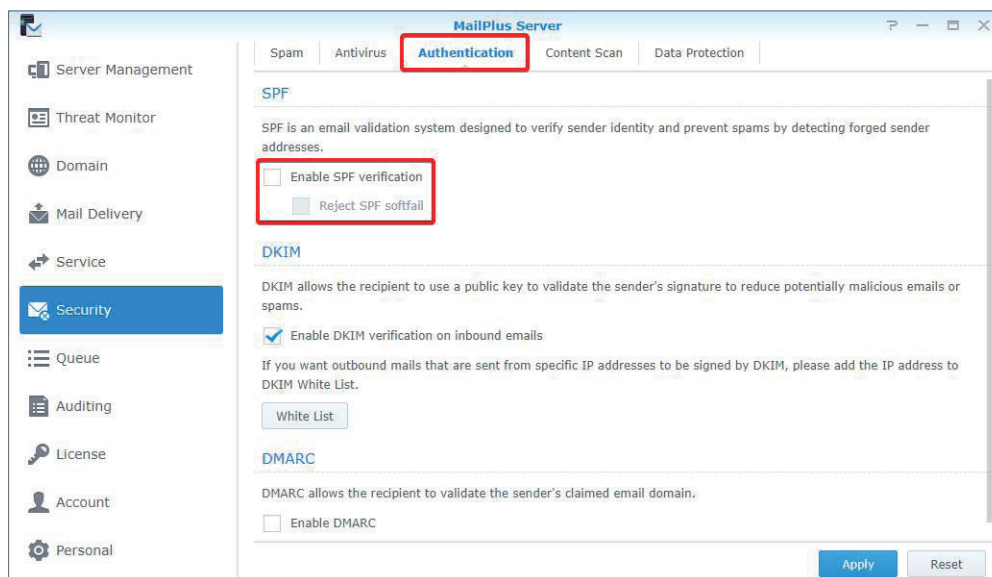 MailPlus Server
Spam Antivirus Authentication Content Scan Data Protection
Server Management
Threat Monitor
Domain
Mail Delivery
Service
Security
Queue
Auditing
License
Account
Personal
SPF
SPF is an email validation system designed to verify sender identity and prevent spams by detecting forged sender
addresses.
Enable SPF verification
Reject SPF softfail
DKIM
DKIM allows the recipient to use a public key to validate the sender's signature to reduce potentially malicious emails or
spams.
Enable DKIM verification on inbound emails
If you want outbound mails that are sent from specific IP addresses to be signed by DKIM, please add the IP address to
DKIM White List.
White List
DMARC
DMARC allows the recipient to validate the sender's claimed email domain.
Enable DMARC
Apply Reset